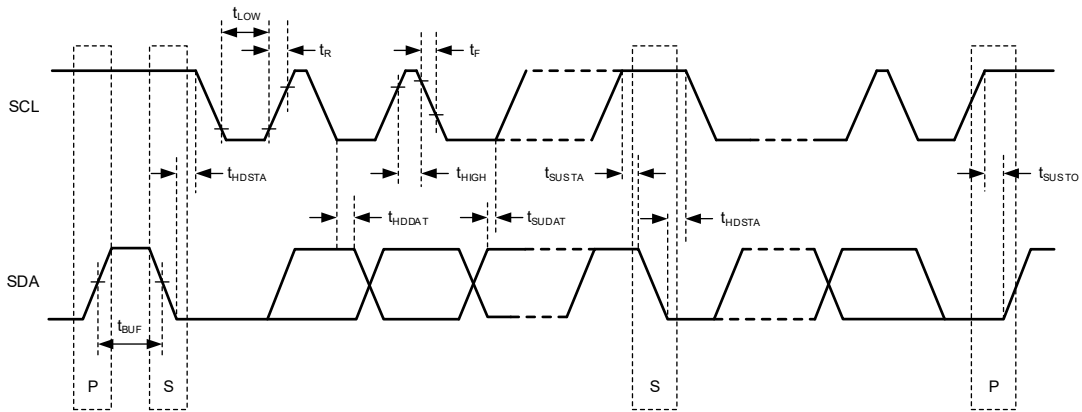 tLOW
tR
tF
SCL
tHDSTA
tHIGH
tSUSTA
tSUSTO
tHDDAT
tSUDAT
tHDSTA
SDA
tBUF
P
S
S
P